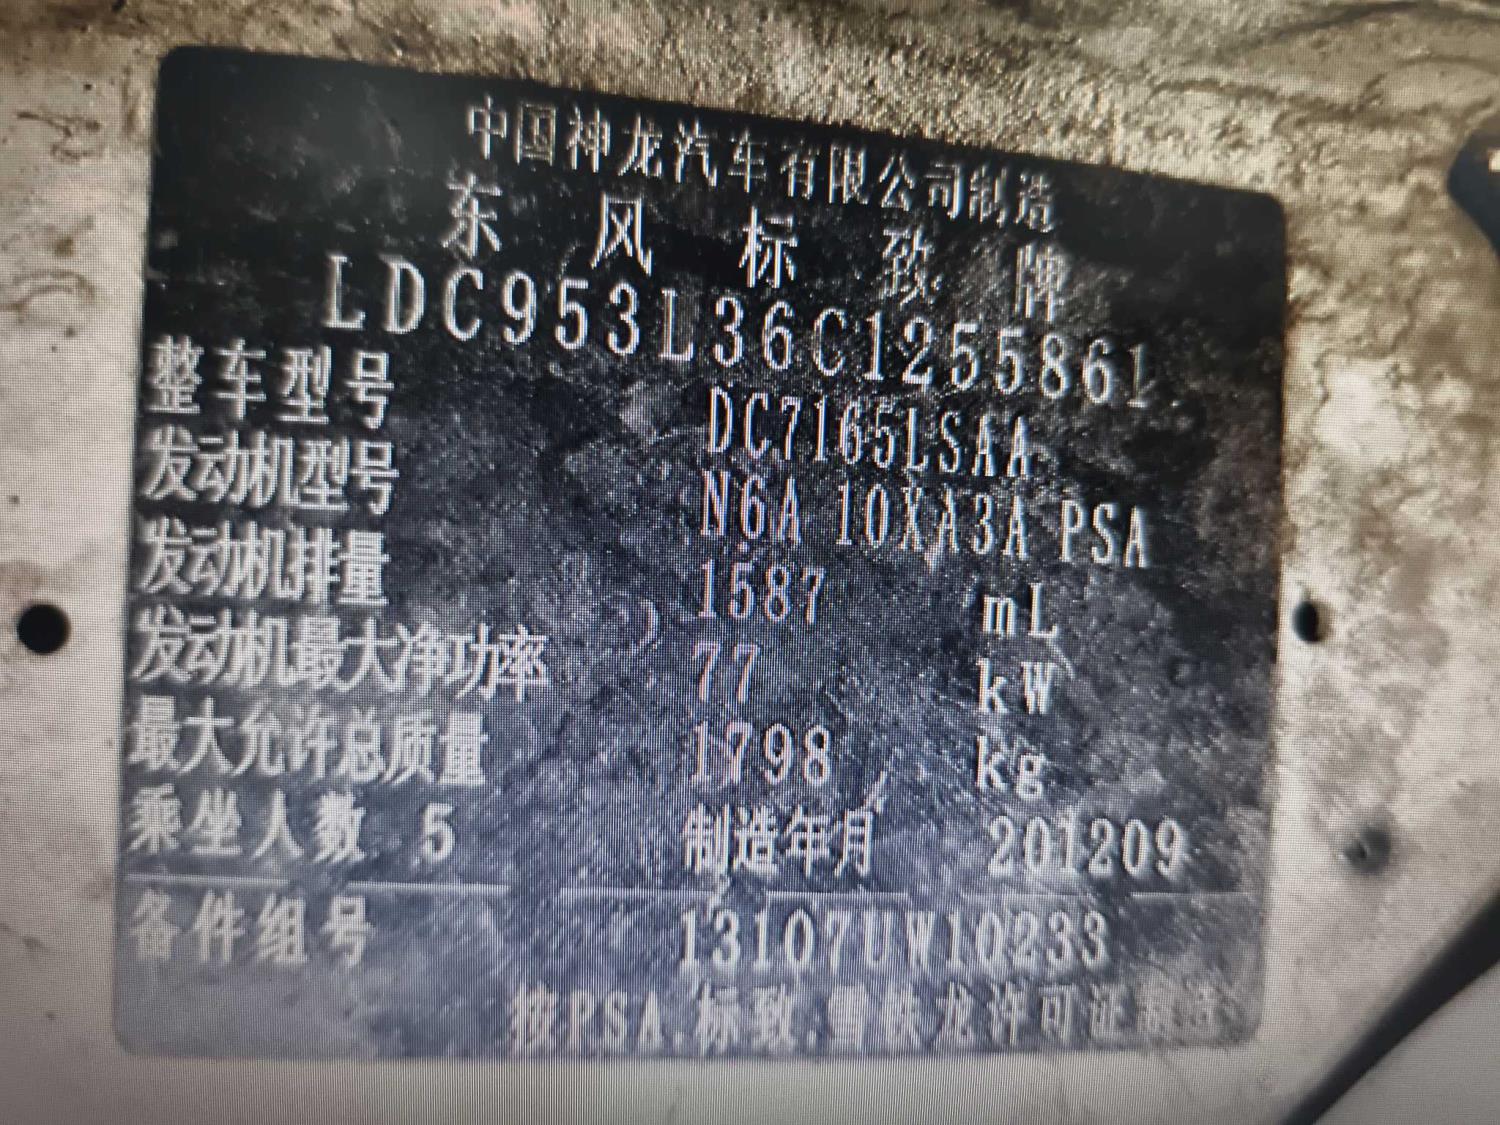 中国神龙汽车有限公司制造
东风标致牌
LDC953L36C1255861
整车型号 DC7165LSAA
发动机型号 N6A 10XA3A PSA
发动机排量 1587 mL
发动机最大净功率 77 kW
最大允许总质量 1798 kg
乘坐人数 5 制造年月 201209
备件组号 13107UW10233
按PSA.标致.雪铁龙许可证制造